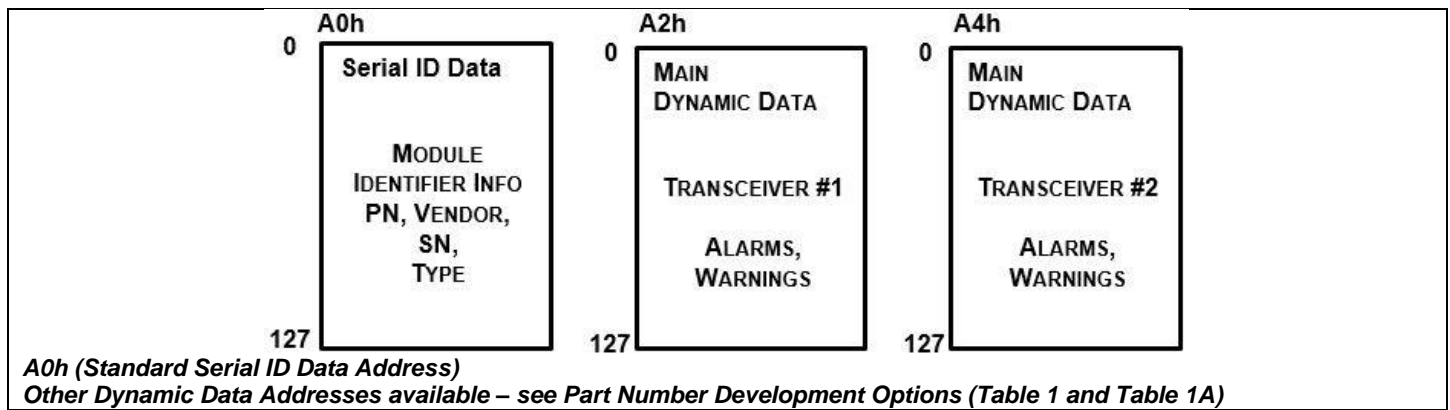 A0h
A2h
A4h
0
Serial ID Data
MODULE
IDENTIFIER INFO
PN, VENDOR,
SN,
TYPE
127
0
MAIN
DYNAMIC DATA
TRANSCEIVER #1
ALARMS,
WARNINGS
127
0
MAIN
DYNAMIC DATA
TRANSCEIVER #2
ALARMS,
WARNINGS
127
A0h (Standard Serial ID Data Address)
Other Dynamic Data Addresses available – see Part Number Development Options (Table 1 and Table 1A)